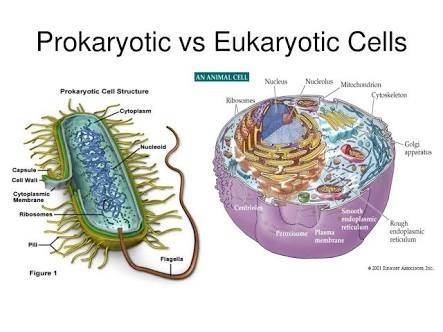 Prokaryotic vs Eukaryotic Cells
Prokaryotic Cell Structure
Cytoplasm
Nucleoid
Capsule
Cell Wall
Cytoplasmic
Membrane
Ribosomes
Pili
Flagella
Figure 1
AN ANIMAL CELL
Nucleus
Nucleolus
Mitochondrion
Cytoskeleton
Ribosomes
Golgi
apparatus
Centrioles
Peroxisome
Plasma
membrane
Smooth
endoplasmic
reticulum
Rough
endoplasmic
reticulum
© 2001 Sinauer Associates, Inc.